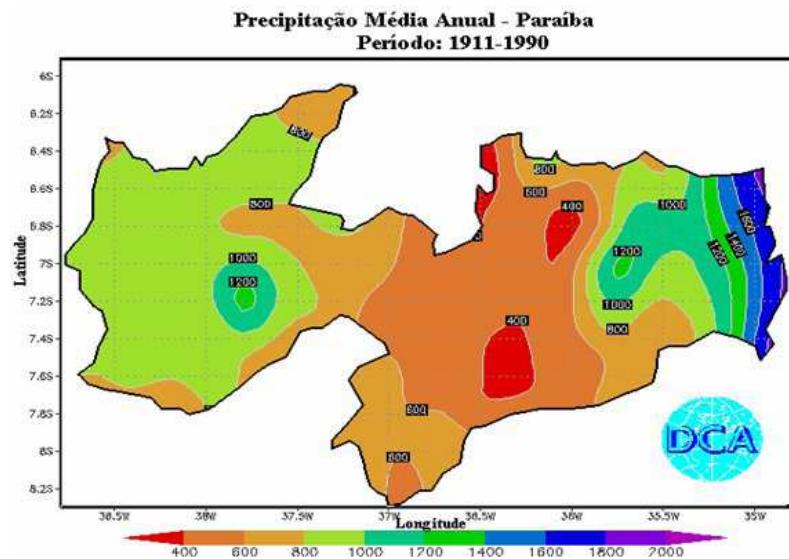 Precipitação Média Anual - Paraíba
Período: 1911-1990
6S
6.2S
6.4S
6.6S
6.8S
7S
7.2S
7.4S
7.6S
7.8S
8S
8.2S
Latitude
800
800
600
400
1000
800
1000
1200
1200
1000
800
400
600
600
1200
1400
1600
DCA
38.5W
38W
37.5W
37W
36.5W
36W
35.5W
35W
Longitude
400
600
800
1000
1200
1400
1600
1800
2000